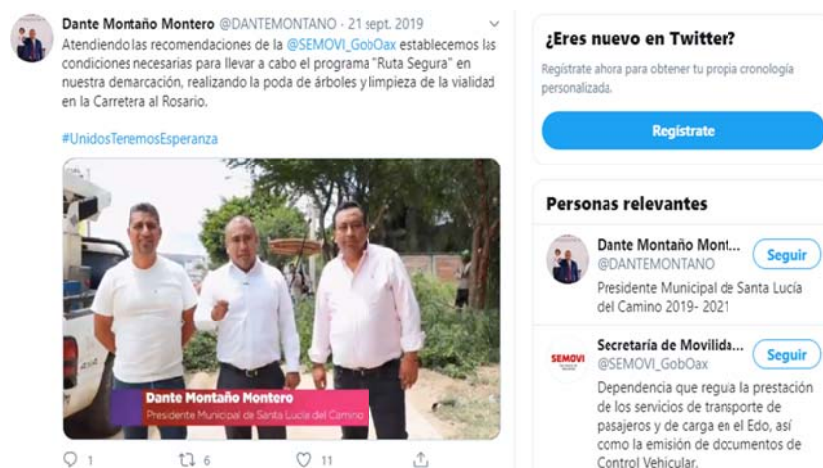 Dante Montaño Montero @DANTEMONTANO · 21 sept. 2019
Atendiendo las recomendaciones de la @SEMOVI_GobOax establecemos las
condiciones necesarias para llevar a cabo el programa "Ruta Segura" en
nuestra demarcación, realizando la poda de árboles y limpieza de la vialidad
en la Carretera al Rosario.
#UnidosTeremosEsperanza
Dante Montaño Montero
Presidente Municipal de Santa Lucía del Camino
1 6 11
¿Eres nuevo en Twitter?
Regístrate ahora para obtener tu propia cronología
personalizada.
Regístrate
Personas relevantes
Dante Montaño Mont...
Seguir
@DANTEMONTANO
Presidente Municipal de Santa Lucía
del Camino 2019- 2021
SEMOVI
Secretaría de Movilida...
Seguir
@SEMOVI_GobOax
Dependencia que regula la prestación
de los servicios de transporte de
pasajeros y de carga en el Edo, así
como la emisión de documentos de
Control Vehicular.